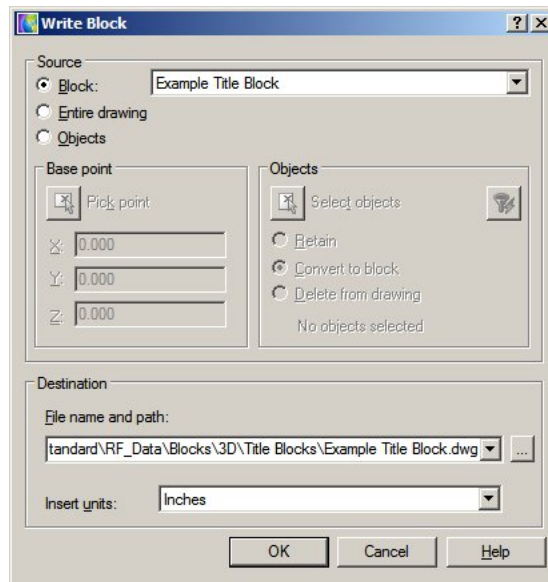 Write Block
Source
Block: Example Title Block
Entire drawing
Objects
Base point
Pick point
X: 0.000
Y: 0.000
Z: 0.000
Objects
Select objects
Retain
Convert to block
Delete from drawing
No objects selected
Destination
File name and path:
tandard\RF_Data\Blocks\3D\Title Blocks\Example Title Block.dwg ...
Insert units: Inches
OK Cancel Help